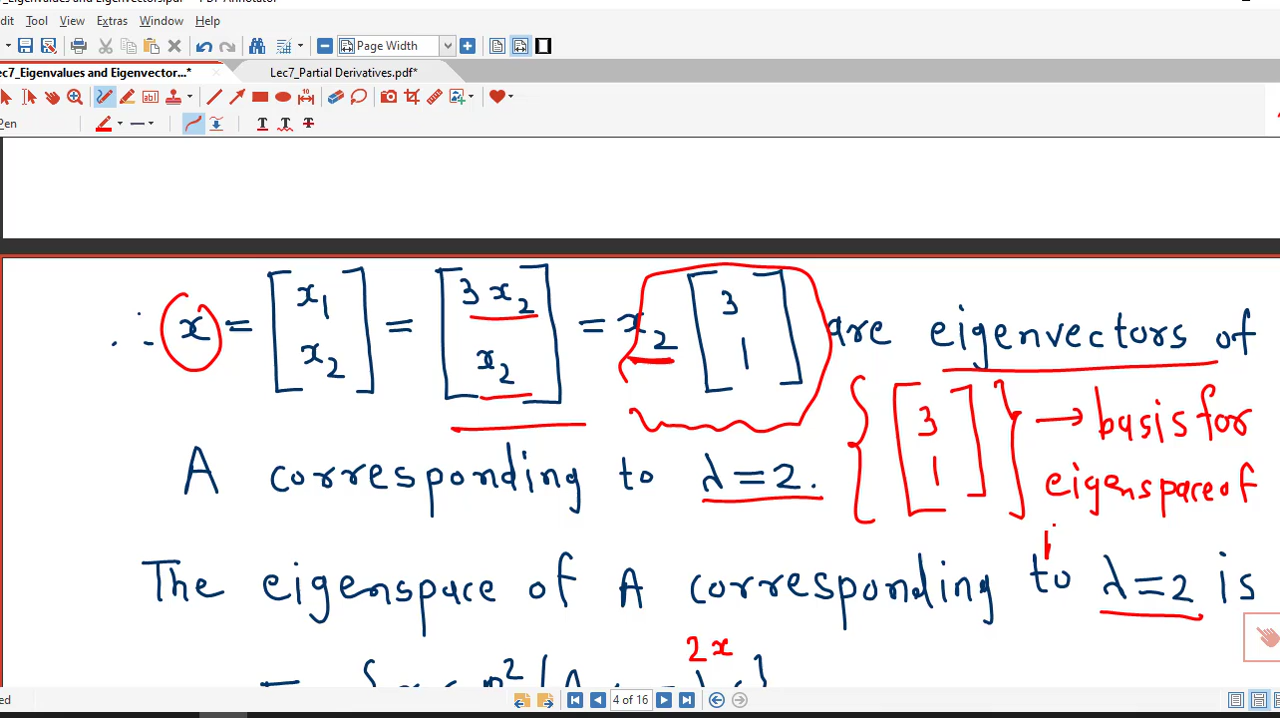 dit Tool View Extras Window Help
Page Width
ec7_Eigenvalues and Eigenvector...* Lec7_Partial Derivatives.pdf*
Pen
∴ x = [x₁ x₂] = [3x₂ x₂] = x₂ [3 1] are eigenvectors of
{[3 1]} → basis for
A corresponding to λ=2. eigenspace of
The eigenspace of A corresponding to λ=2 is
2x
4 of 16